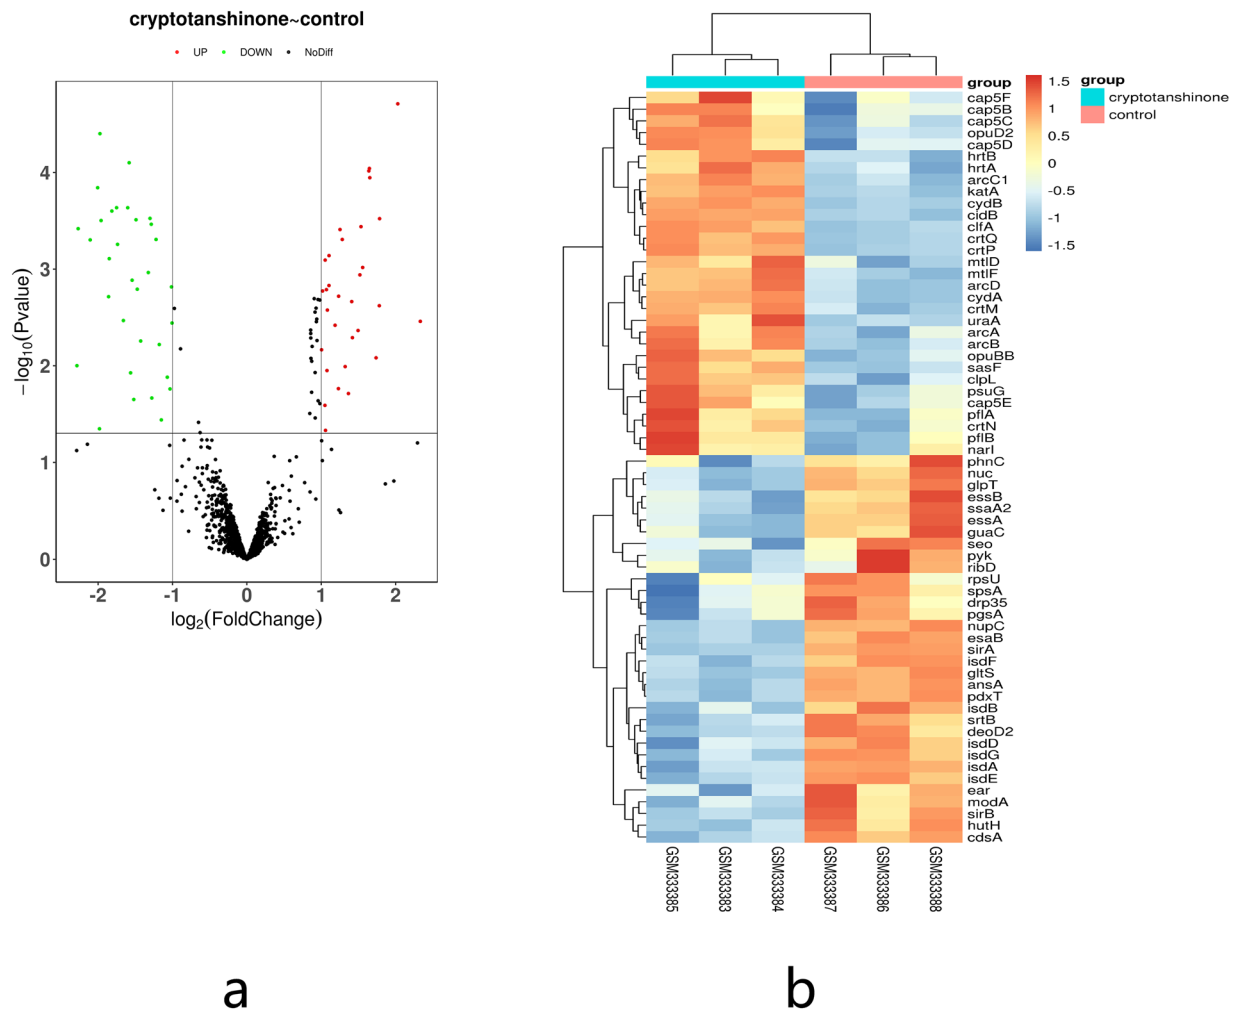 cryptotanshinone~control
UP DOWN NoDiff
−log10(Pvalue)
4
3
2
1
0
-2 -1 0 1 2
log2(FoldChange)
a
group
cap5F
cap5B
cap5C
opuD2
cap5D
hrtB
hrtA
arcC1
katA
cydB
cidB
clfA
crtQ
crtP
mtlD
mtlF
arcD
cydA
crtM
uraA
arcA
arcB
opuBB
sasF
clpL
psuG
cap5E
pflA
crtN
pflB
narI
phnC
nuc
glpT
essB
ssaA2
essA
guaC
seo
pyk
ribD
rpsU
spsA
drp35
pgsA
nupC
esaB
sirA
isdF
gltS
ansA
pdxT
isdB
srtB
deoD2
isdD
isdG
isdA
isdE
ear
modA
sirB
hutH
cdsA
GSM333385
GSM333383
GSM333384
GSM333387
GSM333386
GSM333388
1.5
1
0.5
0
-0.5
-1
-1.5
group
cryptotanshinone
control
b